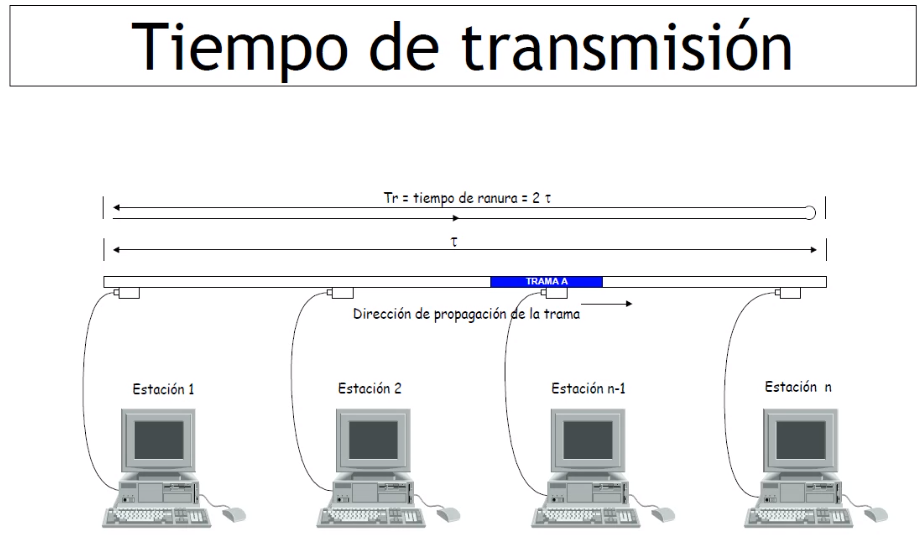 Tiempo de transmisión
Tr = tiempo de ranura = 2 τ
τ
TRAMA A
Dirección de propagación de la trama
Estación 1
Estación 2
Estación n-1
Estación n